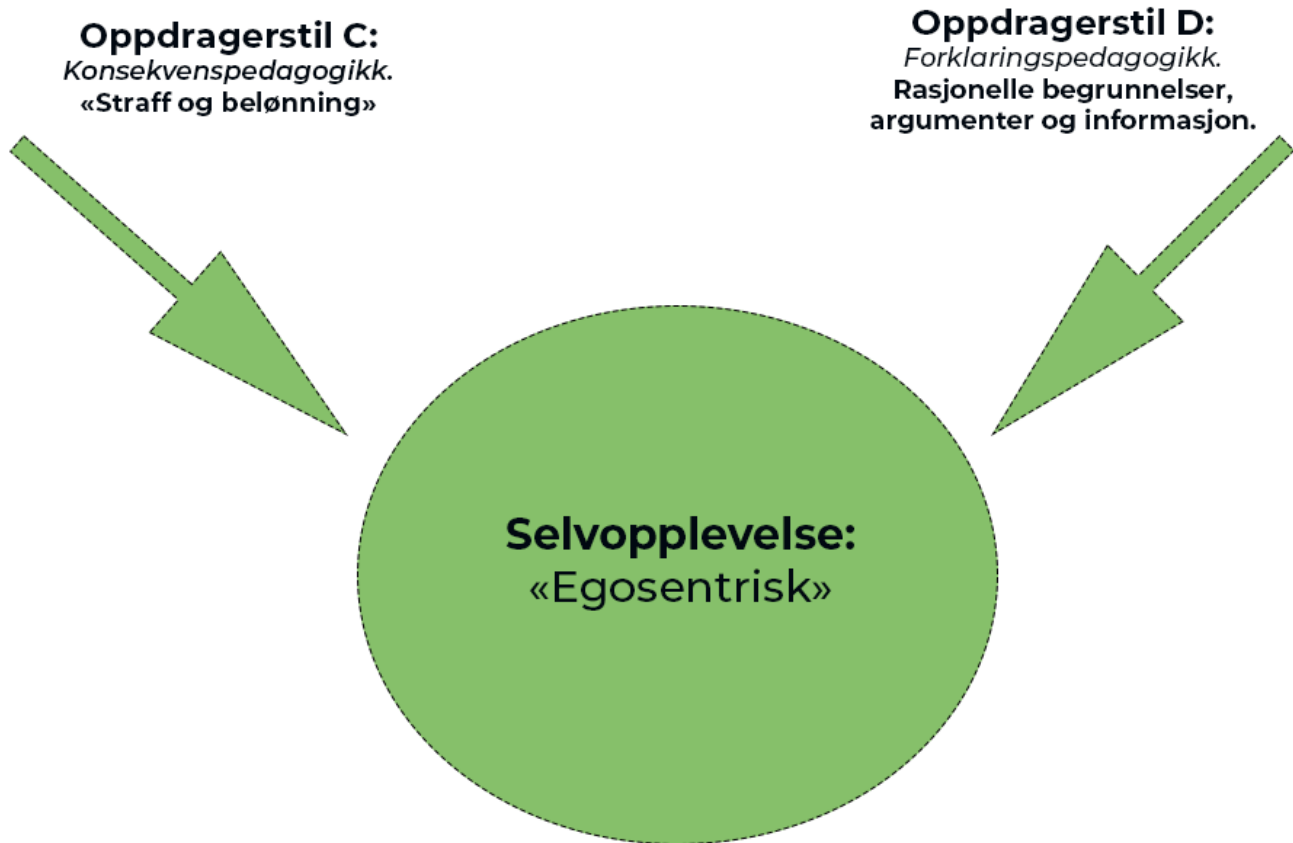 Oppdragerstil C:
Konsekvenspedagogikk.
«Straff og belønning»
Oppdragerstil D:
Forklaringspedagogikk.
Rasjonelle begrunnelser,
argumenter og informasjon.
Selvopplevelse:
«Egosentrisk»